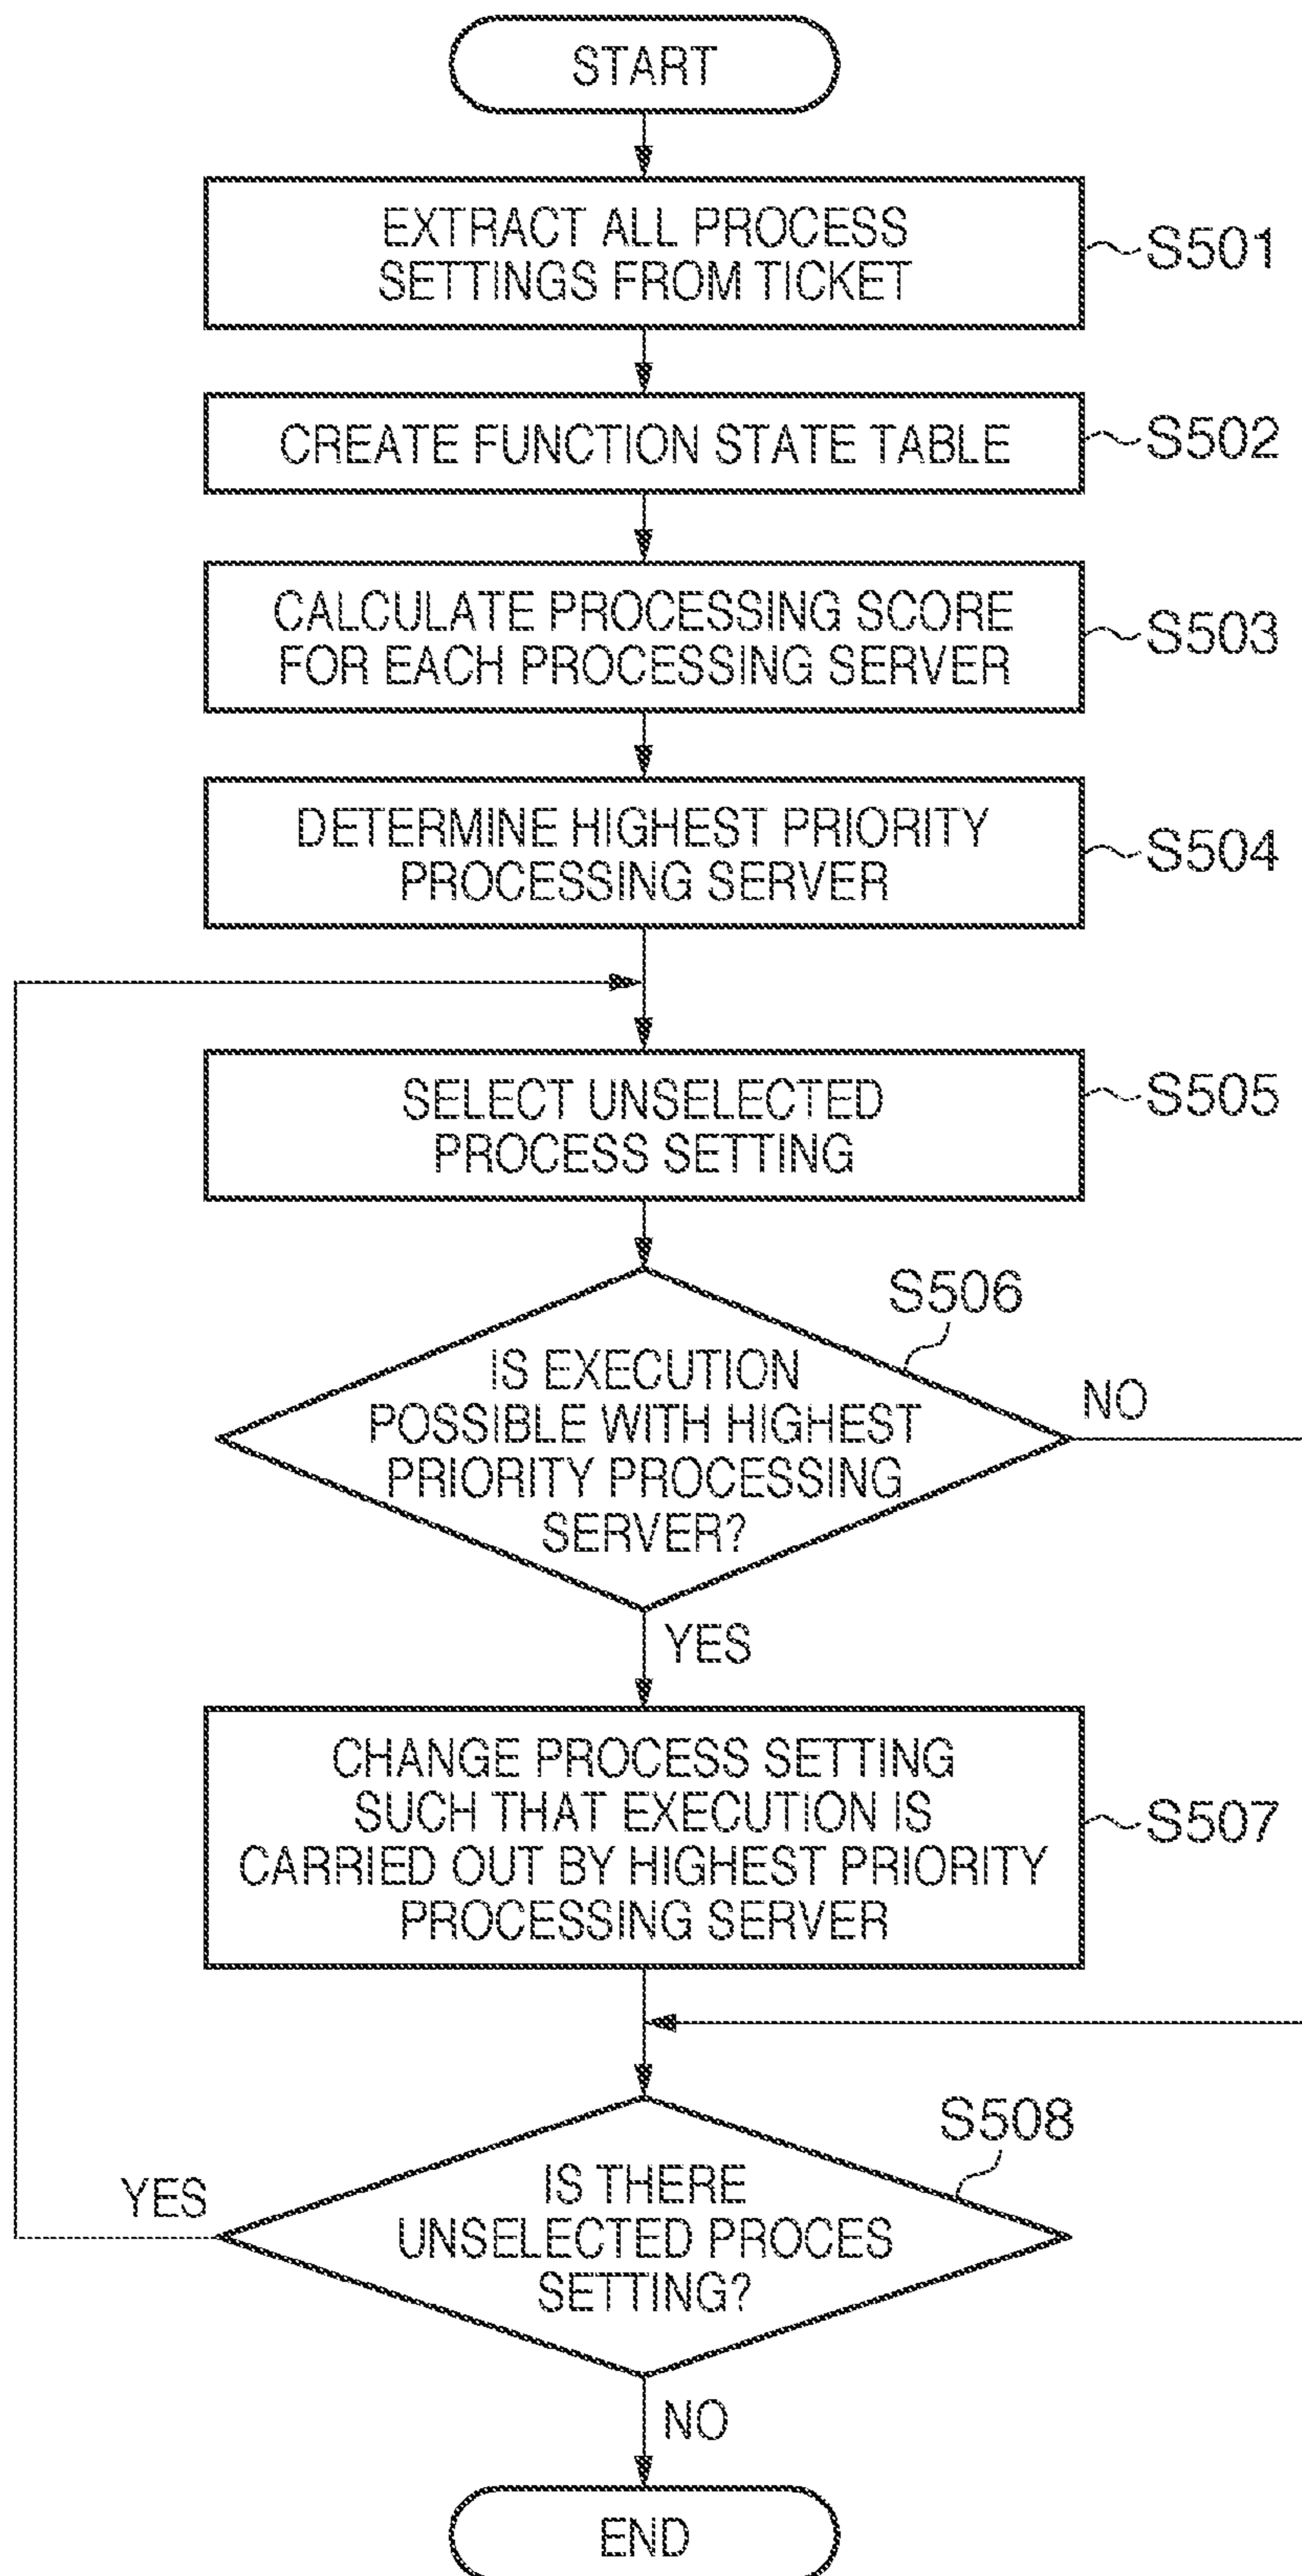 START
EXTRACT ALL PROCESS
SETTINGS FROM TICKET
S501
CREATE FUNCTION STATE TABLE
S502
CALCULATE PROCESSING SCORE
FOR EACH PROCESSING SERVER
S503
DETERMINE HIGHEST PRIORITY
PROCESSING SERVER
S504
SELECT UNSELECTED
PROCESS SETTING
S505
S506
IS EXECUTION
POSSIBLE WITH HIGHEST
PRIORITY PROCESSING
SERVER?
NO
YES
CHANGE PROCESS SETTING
SUCH THAT EXECUTION IS
CARRIED OUT BY HIGHEST PRIORITY
PROCESSING SERVER
S507
S508
IS THERE
UNSELECTED PROCES
SETTING?
YES
NO
END